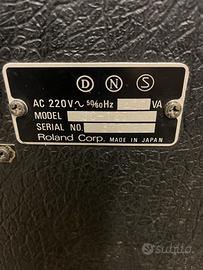 D N S
AC 220V~ 50/60Hz VA
MODEL
SERIAL NO.
Roland Corp. MADE IN JAPAN
subito